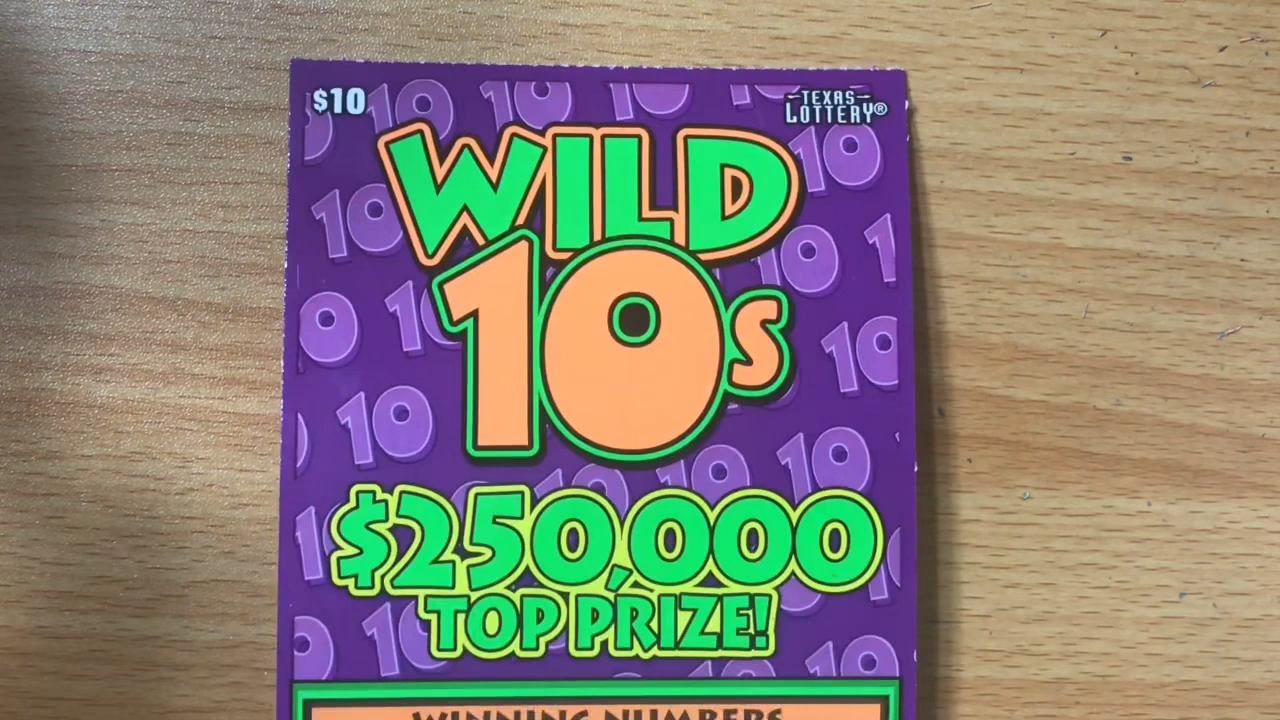 $10
TEXAS
LOTTERY®
WILD
10s
$250,000
TOP PRIZE!
WINNING NUMBERS